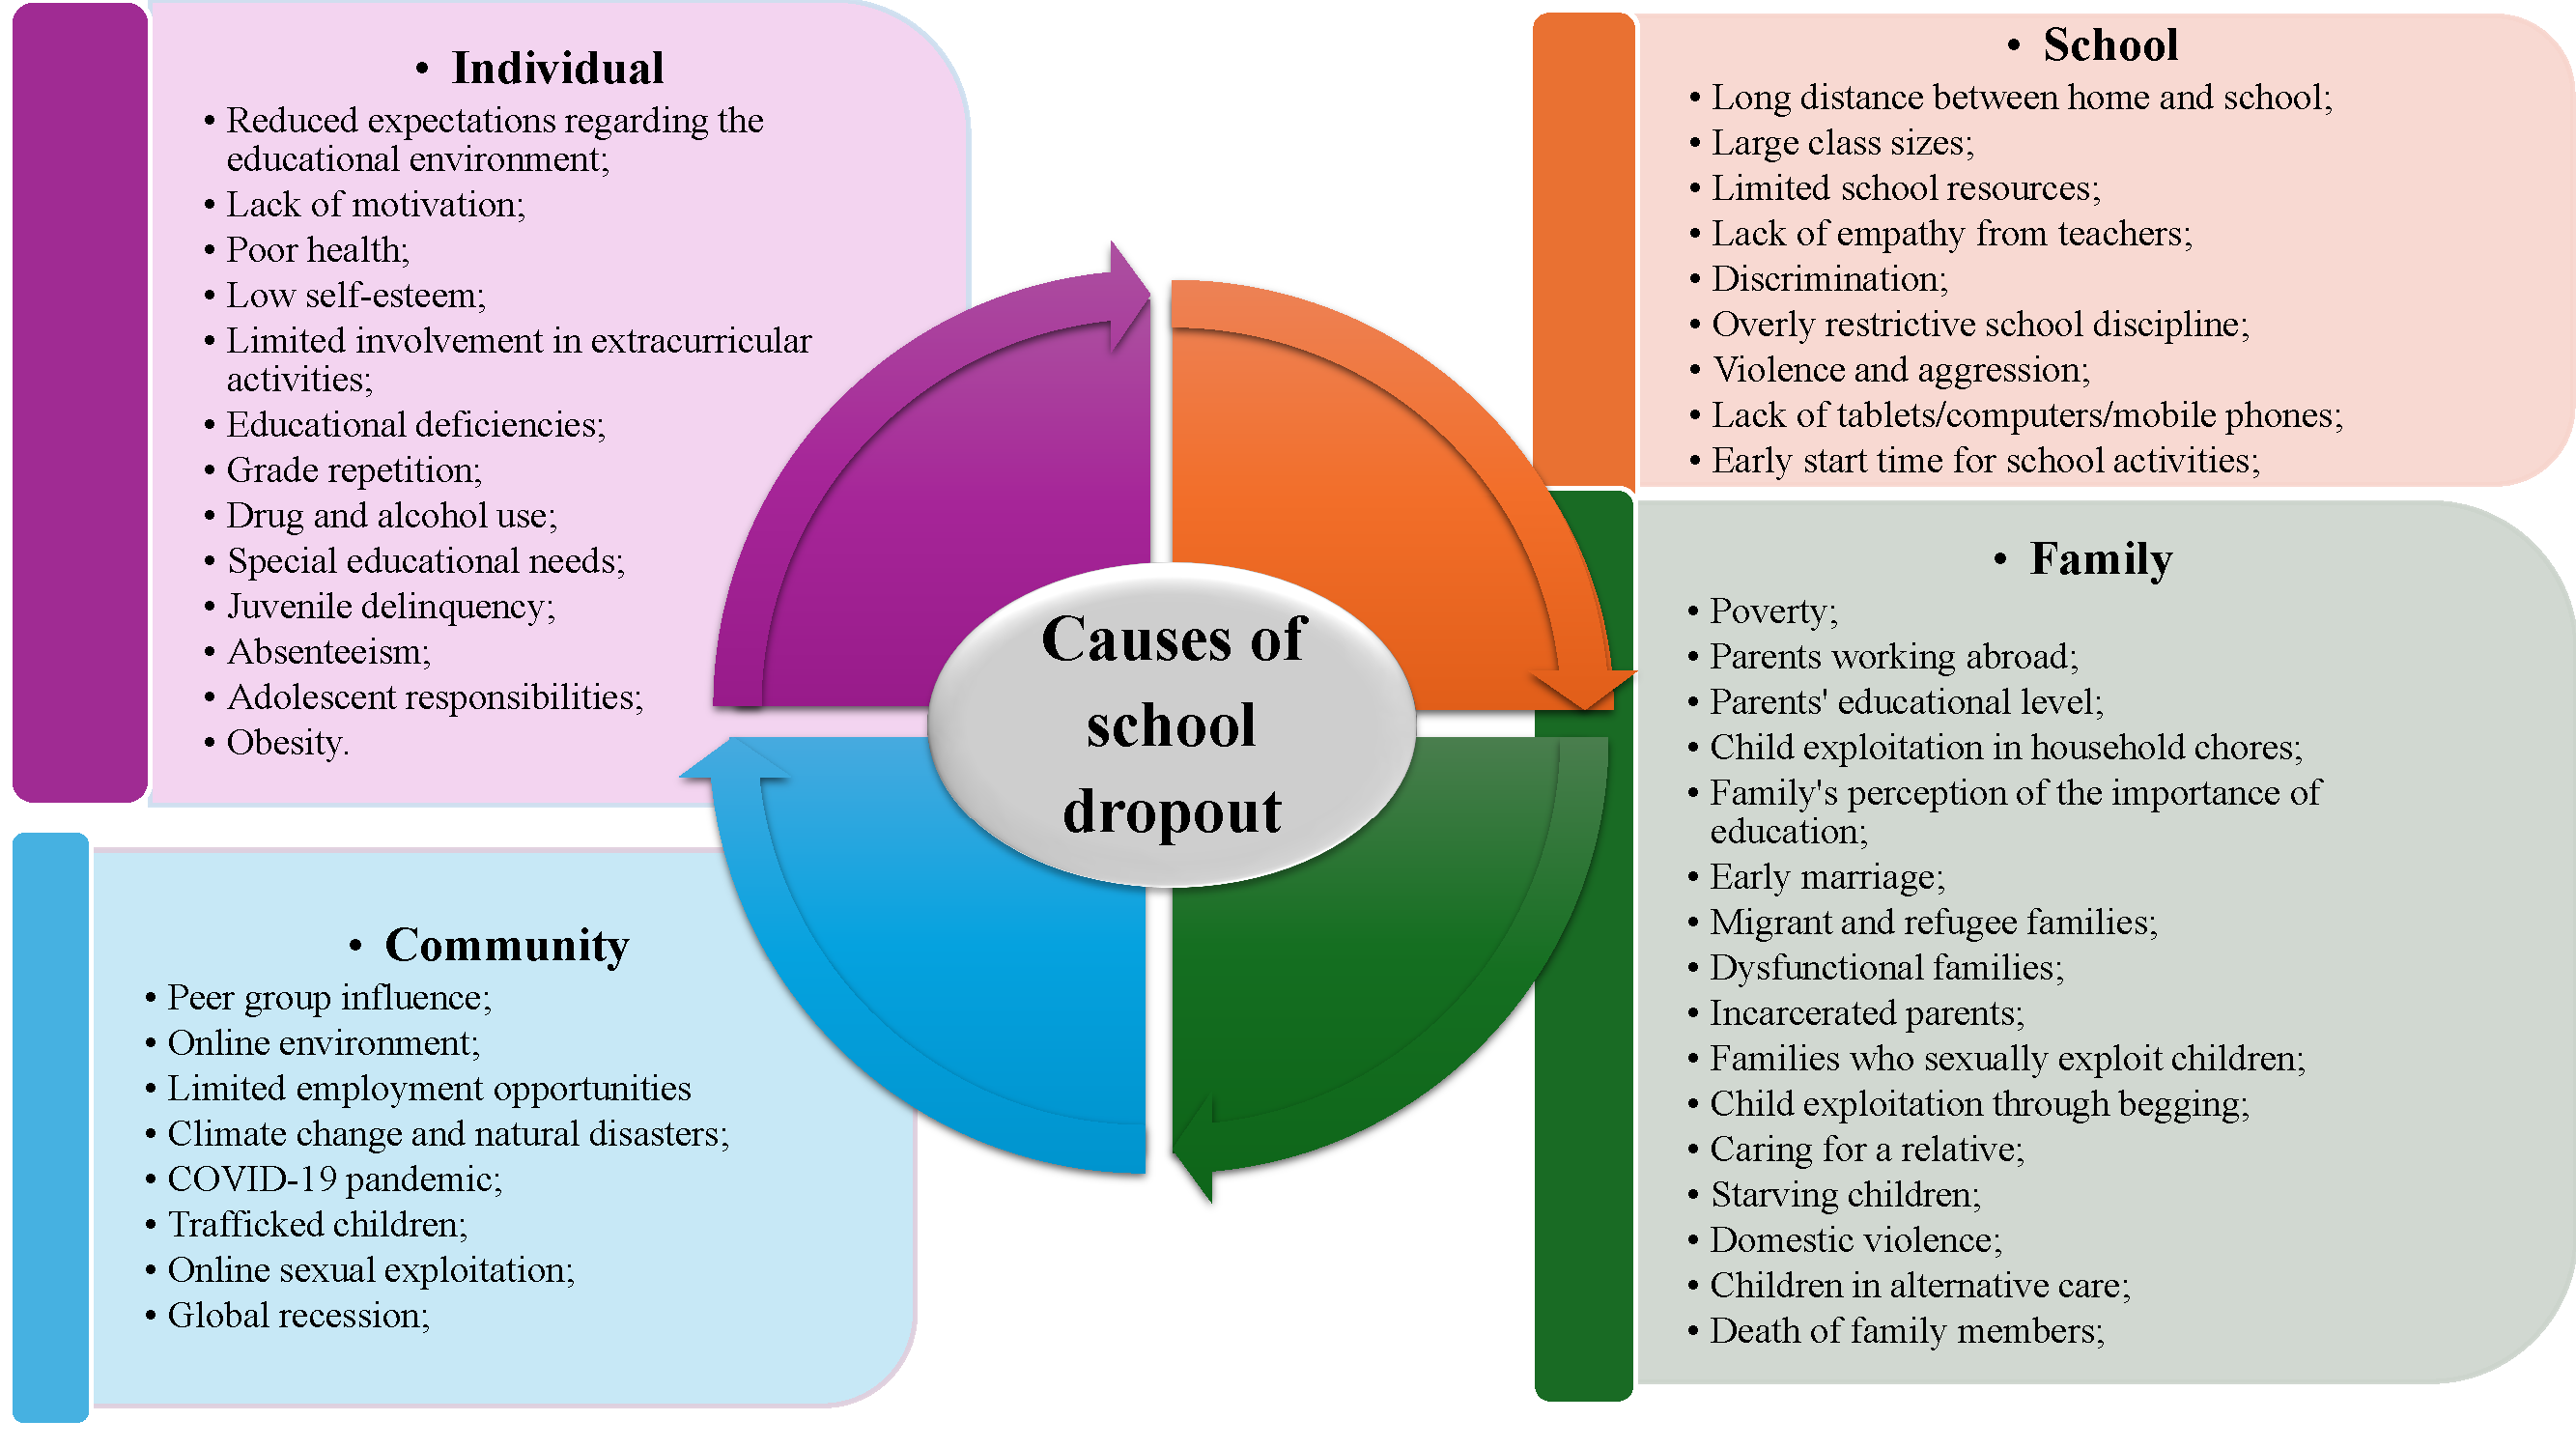 • Individual
• Reduced expectations regarding the
educational environment;
• Lack of motivation;
• Poor health;
• Low self-esteem;
• Limited involvement in extracurricular
activities;
• Educational deficiencies;
• Grade repetition;
• Drug and alcohol use;
• Special educational needs;
• Juvenile delinquency;
• Absenteeism;
• Adolescent responsibilities;
• Obesity.
• School
• Long distance between home and school;
• Large class sizes;
• Limited school resources;
• Lack of empathy from teachers;
• Discrimination;
• Overly restrictive school discipline;
• Violence and aggression;
• Lack of tablets/computers/mobile phones;
• Early start time for school activities;
Causes of
school
dropout
• Community
• Peer group influence;
• Online environment;
• Limited employment opportunities
• Climate change and natural disasters;
• COVID-19 pandemic;
• Trafficked children;
• Online sexual exploitation;
• Global recession;
• Family
• Poverty;
• Parents working abroad;
• Parents' educational level;
• Child exploitation in household chores;
• Family's perception of the importance of
education;
• Early marriage;
• Migrant and refugee families;
• Dysfunctional families;
• Incarcerated parents;
• Families who sexually exploit children;
• Child exploitation through begging;
• Caring for a relative;
• Starving children;
• Domestic violence;
• Children in alternative care;
• Death of family members;